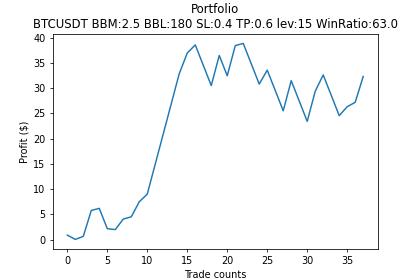 Portfolio
BTCUSDT BBM:2.5 BBL:180 SL:0.4 TP:0.6 lev:15 WinRatio:63.0
40
35
30
25
20
15
10
5
0
Profit ($)
0 5 10 15 20 25 30 35
Trade counts